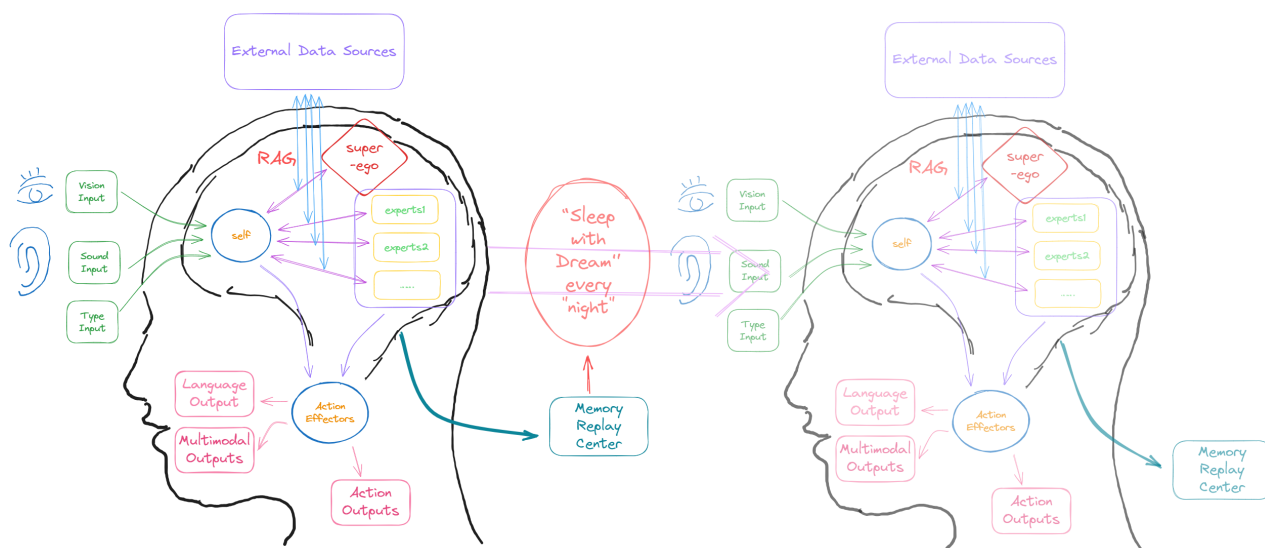 External Data Sources
RAG
super
-ego
Vision
Input
experts1
self
experts2
Sound
Input
......
Type
Input
Language
Output
Action
Effectors
Multimodal
Outputs
Action
Outputs
"Sleep
with
Dream"
every
"night"
Memory
Replay
Center
External Data Sources
RAG
super
-ego
Vision
Input
experts1
self
experts2
Sound
Input
......
Type
Input
Language
Output
Action
Effectors
Multimodal
Outputs
Action
Outputs
Memory
Replay
Center